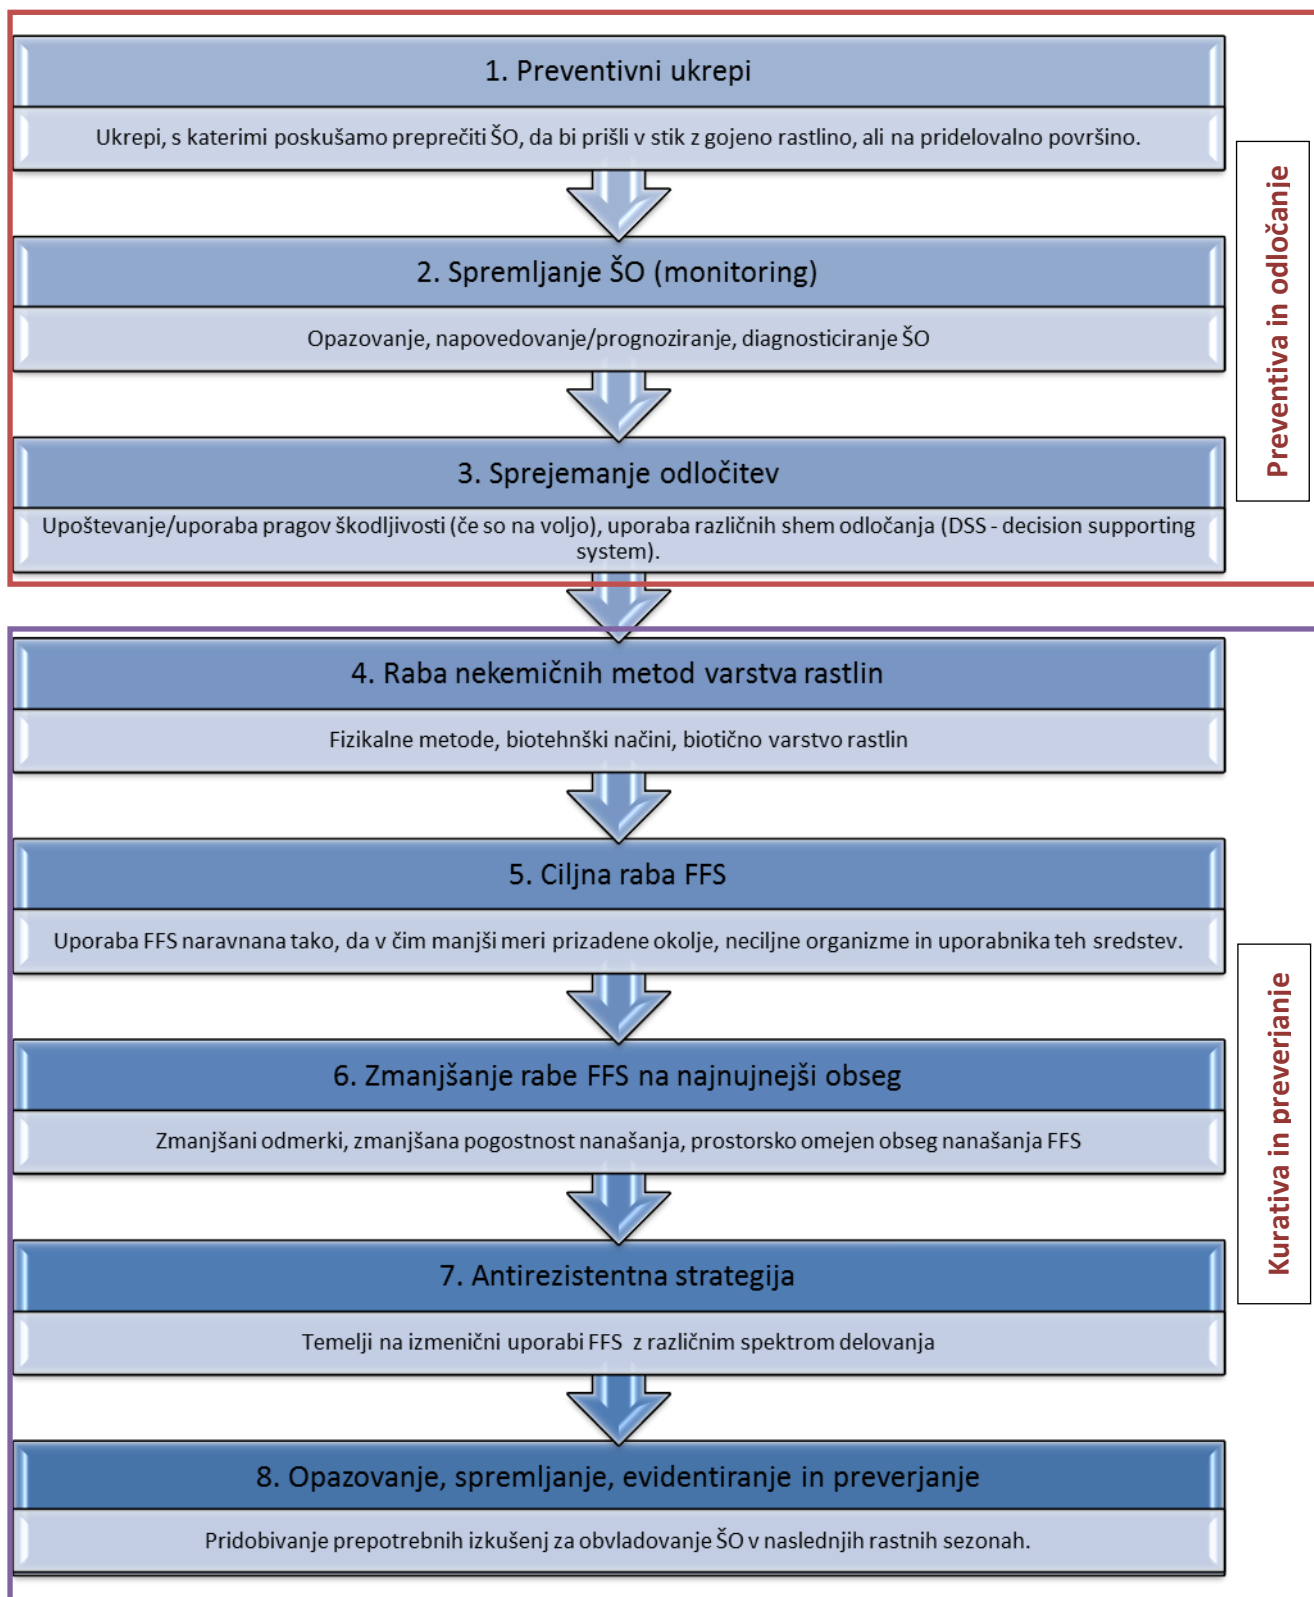 1. Preventivni ukrepi
Ukrepi, s katerimi poskušamo preprečiti ŠO, da bi prišli v stik z gojeno rastlino, ali na pridelovalno površino.
2. Spremljanje ŠO (monitoring)
Opazovanje, napovedovanje/prognoziranje, diagnosticiranje ŠO
3. Sprejemanje odločitev
Upoštevanje/uporaba pragov škodljivosti (če so na voljo), uporaba različnih shem odločanja (DSS - decision supporting
system).
Preventiva in odločanje
4. Raba nekemičnih metod varstva rastlin
Fizikalne metode, biotehnški načini, biotično varstvo rastlin
5. Ciljna raba FFS
Uporaba FFS naravnana tako, da v čim manjši meri prizadene okolje, neciljne organizme in uporabnika teh sredstev.
6. Zmanjšanje rabe FFS na najnujnejši obseg
Zmanjšani odmerki, zmanjšana pogostnost nanašanja, prostorsko omejen obseg nanašanja FFS
7. Antirezistentna strategija
Temelji na izmenični uporabi FFS z različnim spektrom delovanja
8. Opazovanje, spremljanje, evidentiranje in preverjanje
Pridobivanje prepotrebnih izkušenj za obvladovanje ŠO v naslednjih rastnih sezonah.
Kurativa in preverjanje